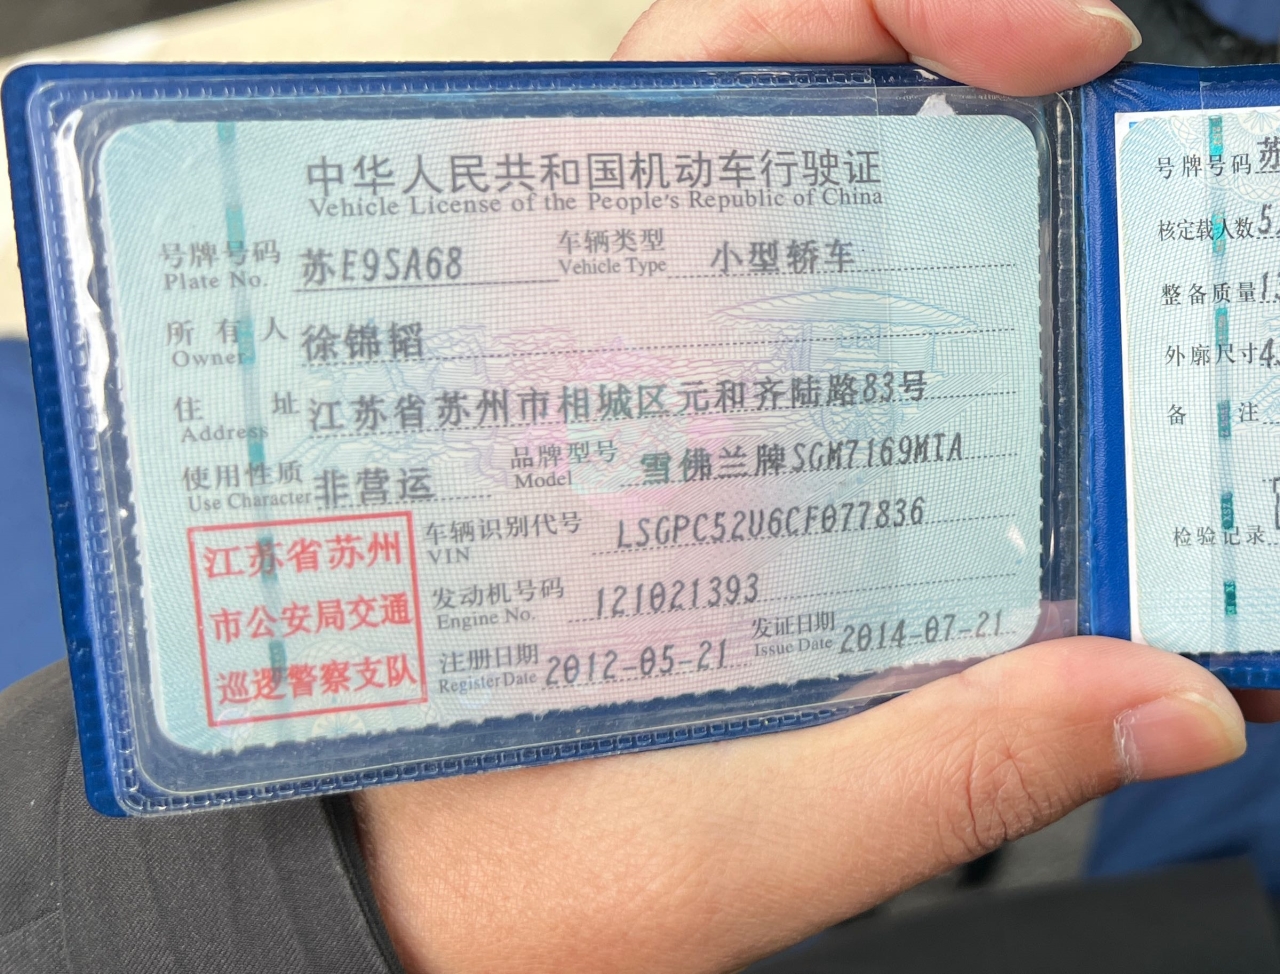 中华人民共和国机动车行驶证
Vehicle License of the People's Republic of China
号牌号码 苏E9SA68 车辆类型 小型轿车
Plate No. Vehicle Type
所有人 徐锦韬
Owner
住址 江苏省苏州市相城区元和齐陆路83号
Address
使用性质 非营运 品牌型号 雪佛兰牌SGM7169MTA
Use Character Model
江苏省苏州
市公安局交通
巡逻警察支队
车辆识别代号 LSGPC52U6CF077836
VIN
发动机号码 121021393
Engine No.
注册日期 2012-05-21 发证日期 2014-07-21
Register Date Issue Date
号牌号码 苏
核定载人数 5
整备质量 1
外廓尺寸 4
备注
检验记录